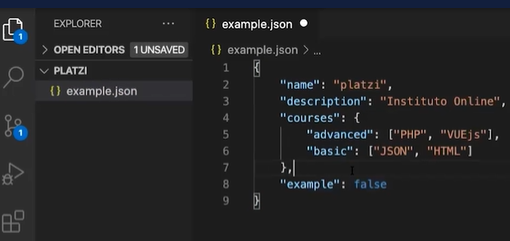 EXPLORER
{} example.json
OPEN EDITORS 1 UNSAVED
{} example.json > ...
PLATZI
{} example.json
1 {
2 "name": "platzi",
3 "description": "Instituto Online",
4 "courses": {
5 "advanced": ["PHP", "VUEjs"],
6 "basic": ["JSON", "HTML"]
7 },
8 "example": false
9 }
1
1